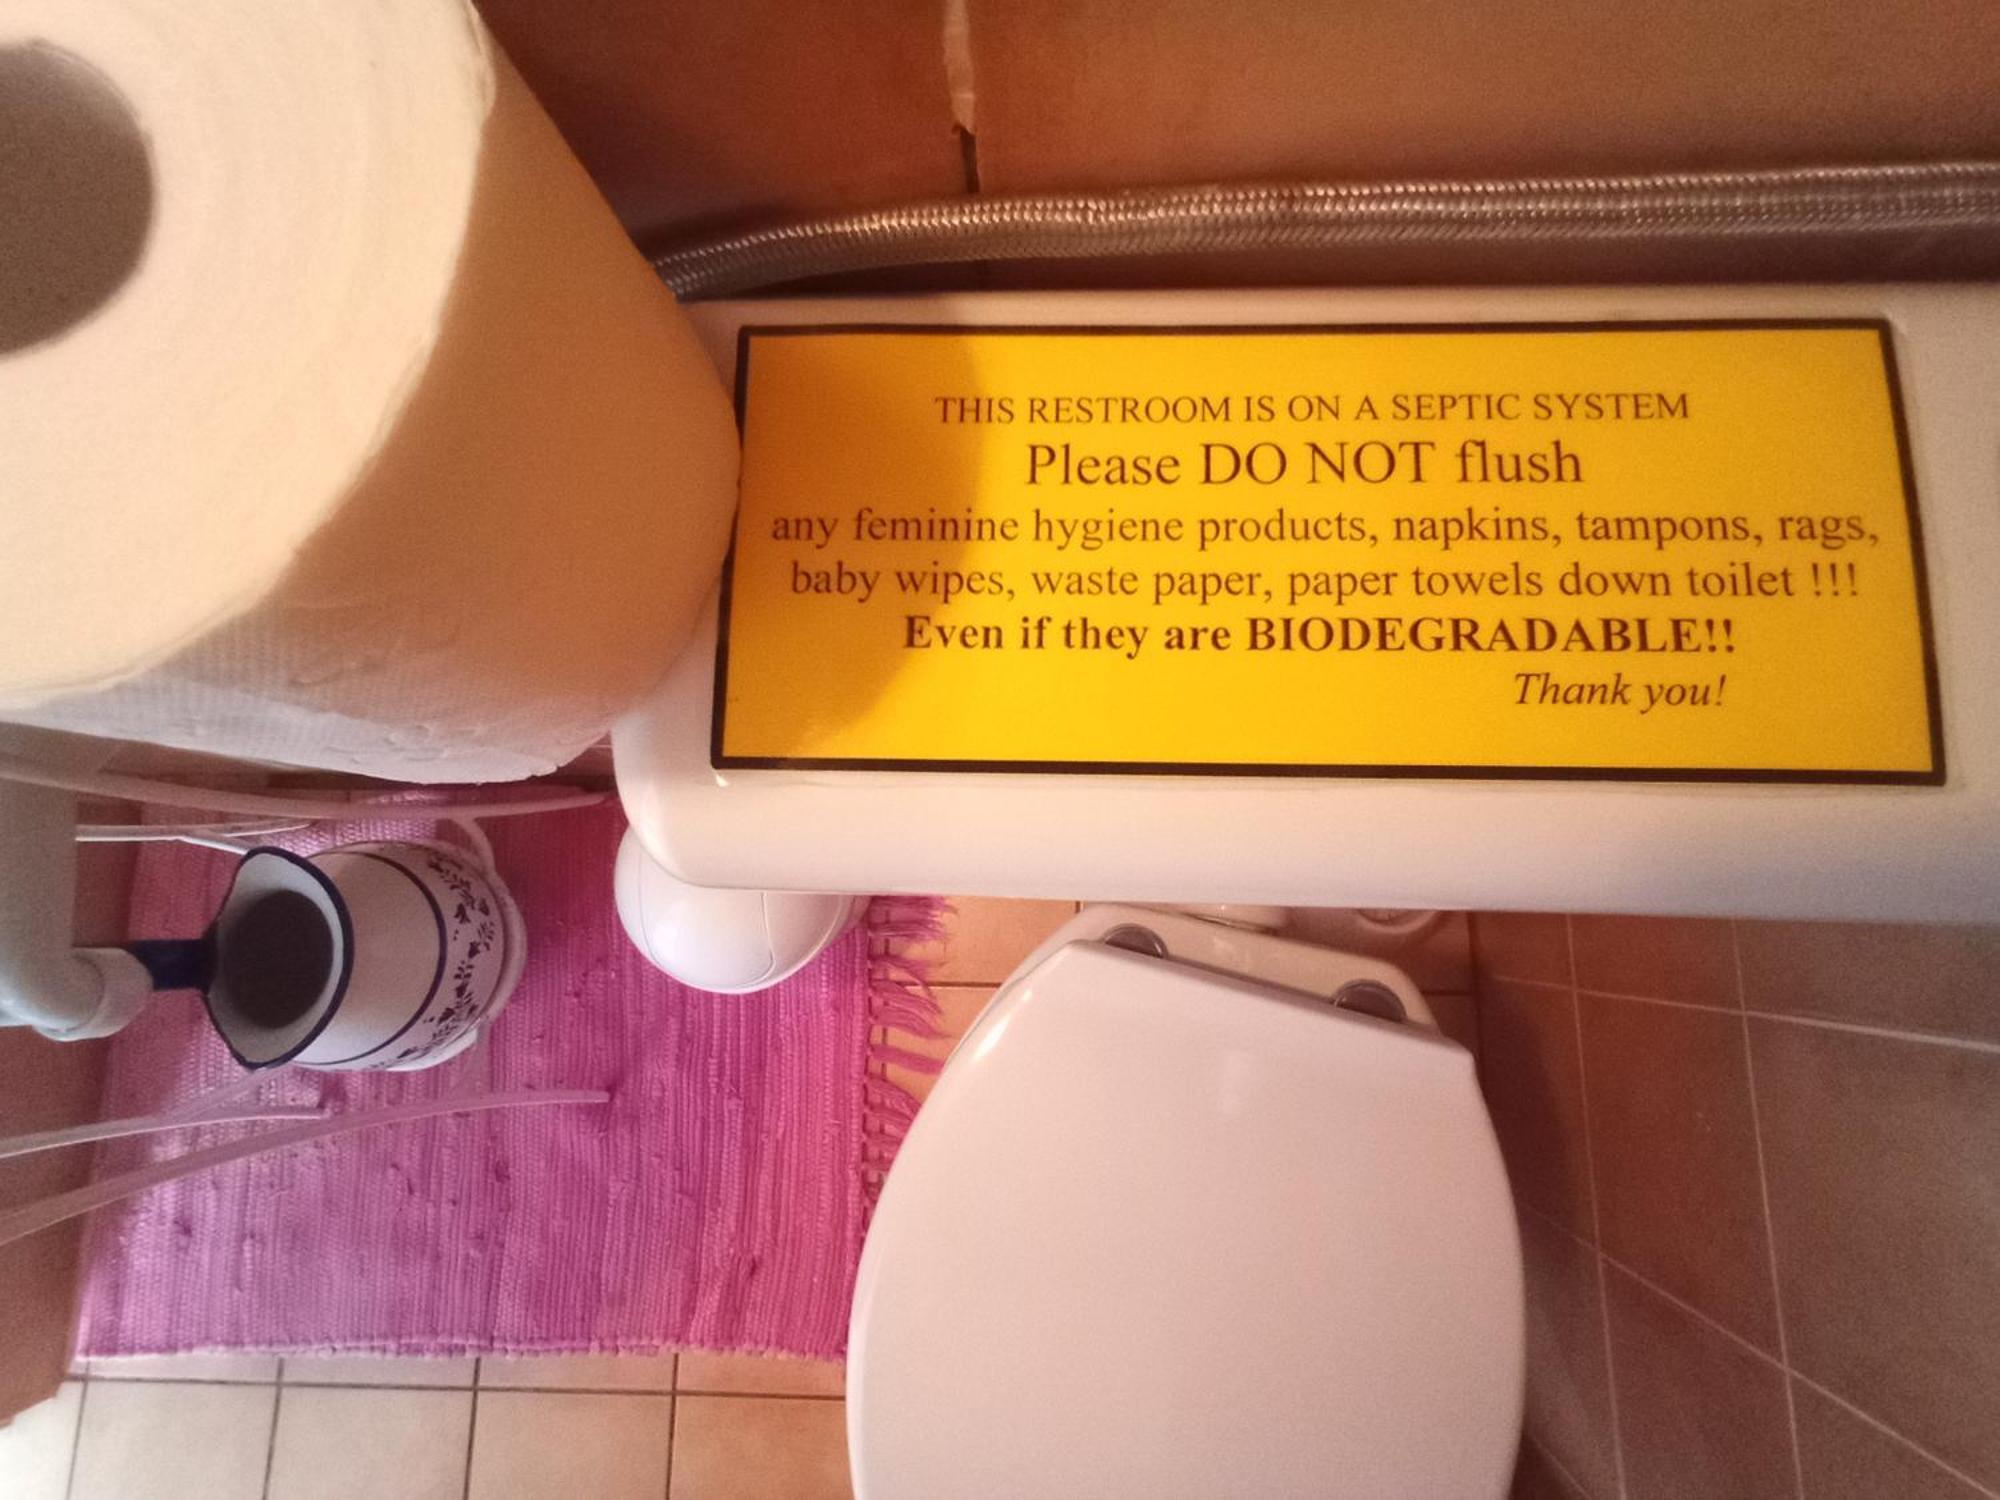 THIS RESTROOM IS ON A SEPTIC SYSTEM
Please DO NOT flush
any feminine hygiene products, napkins, tampons, rags,
baby wipes, waste paper, paper towels down toilet !!!
Even if they are BIODEGRADABLE!!
Thank you!